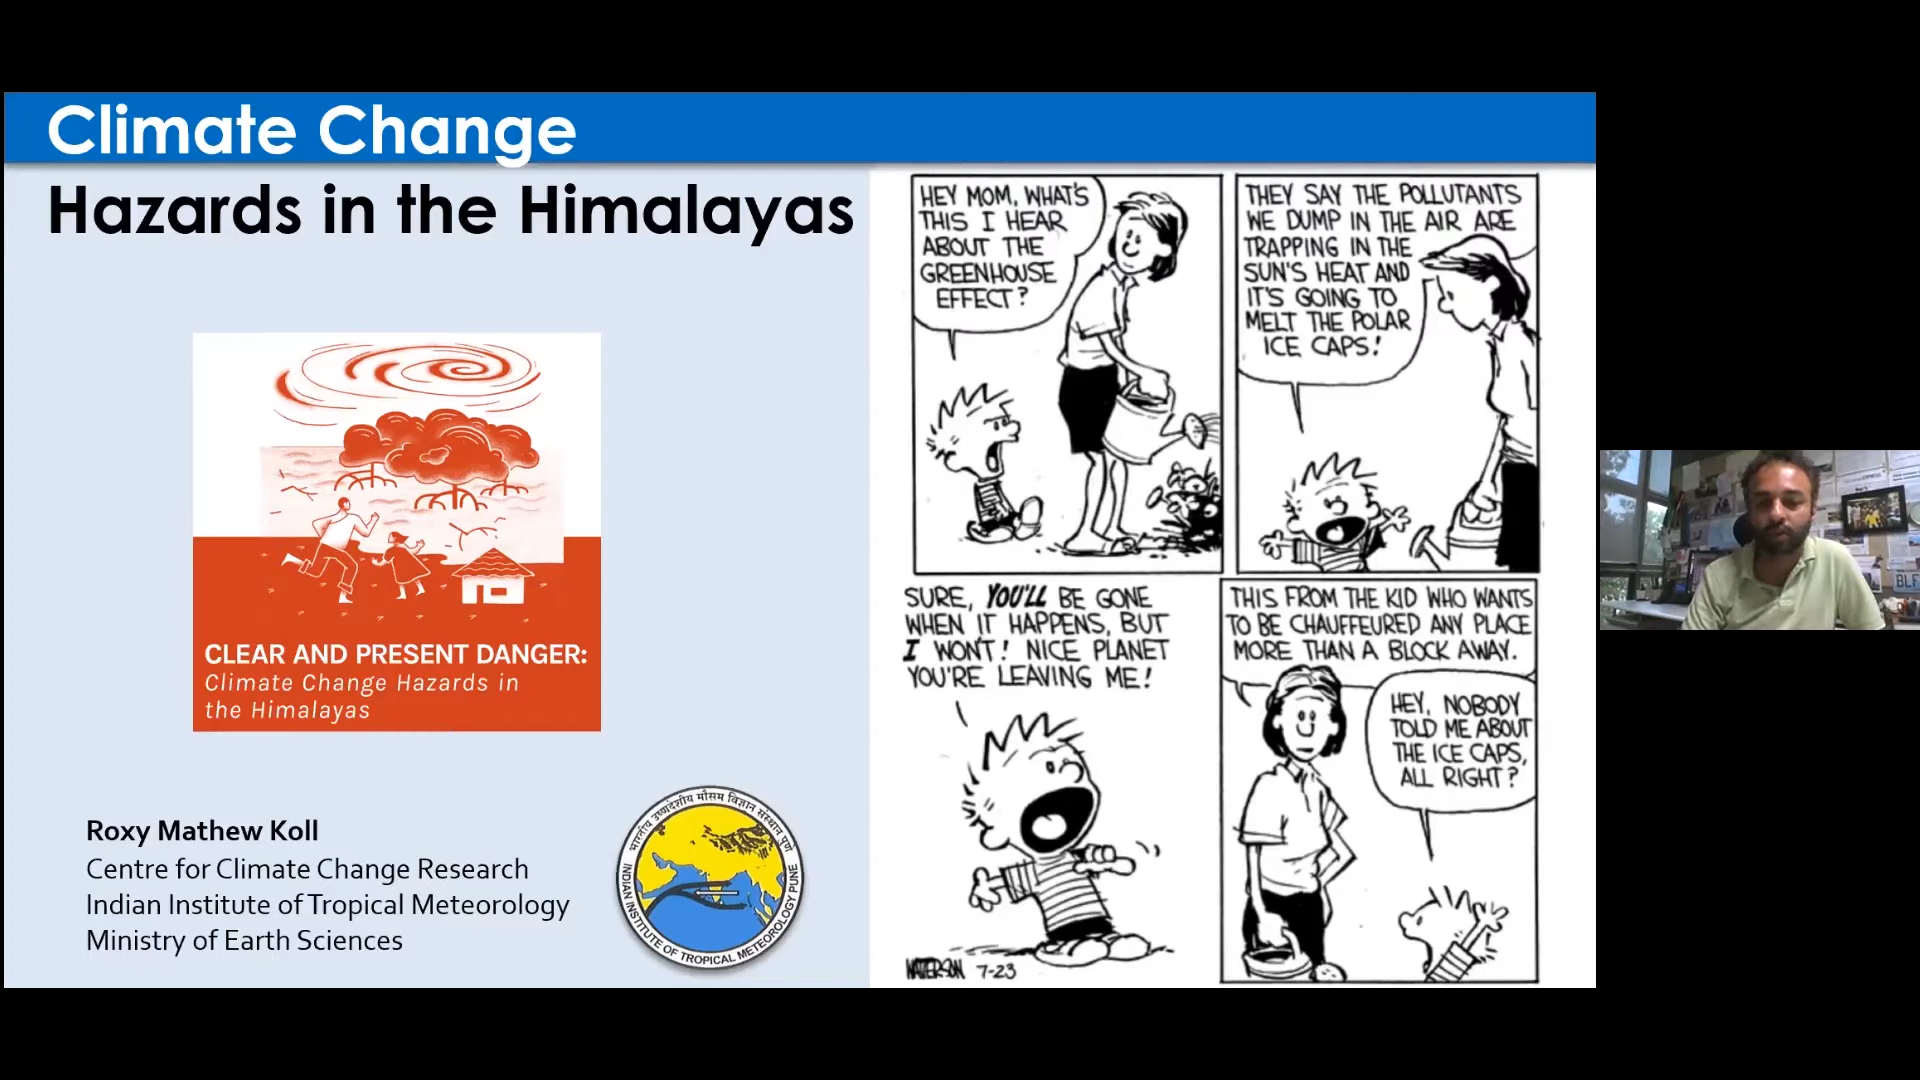 Climate Change
Hazards in the Himalayas
CLEAR AND PRESENT DANGER:
Climate Change Hazards in
the Himalayas
Roxy Mathew Koll
Centre for Climate Change Research
Indian Institute of Tropical Meteorology
Ministry of Earth Sciences
भारतीय उष्णदेशीय मौसम विज्ञान संस्थान पुणे
INDIAN INSTITUTE OF TROPICAL METEOROLOGY PUNE
HEY MOM, WHAT'S
THIS I HEAR
ABOUT THE
GREENHOUSE
EFFECT?
THEY SAY THE POLLUTANTS
WE DUMP IN THE AIR ARE
TRAPPING IN THE
SUN'S HEAT AND
IT'S GOING TO
MELT THE POLAR
ICE CAPS!
SURE, YOU'LL BE GONE
WHEN IT HAPPENS, BUT
I WON'T! NICE PLANET
YOU'RE LEAVING ME!
WATTERSON 7-23
THIS FROM THE KID WHO WANTS
TO BE CHAUFFEURED ANY PLACE
MORE THAN A BLOCK AWAY.
HEY, NOBODY
TOLD ME ABOUT
THE ICE CAPS,
ALL RIGHT?